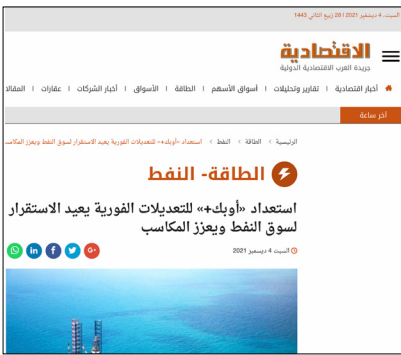 السبت، 4 ديسمبر 2021 | 28 ربيع الثاني 1443
الاقتصادية
جريدة العرب الاقتصادية الدولية
أخبار اقتصادية | تقارير وتحليلات | أسواق الأسهم | الطاقة | الأسواق | أخبار الشركات | عقارات | المقالا
آخر ساعة
الرئيسية > الطاقة > النفط > استعداد «أوبك+» للتعديلات الفورية يعيد الاستقرار لسوق النفط ويعزز المكاسب
الطاقة- النفط
استعداد «أوبك+» للتعديلات الفورية يعيد الاستقرار
لسوق النفط ويعزز المكاسب
السبت 4 ديسمبر 2021
G+
f
in